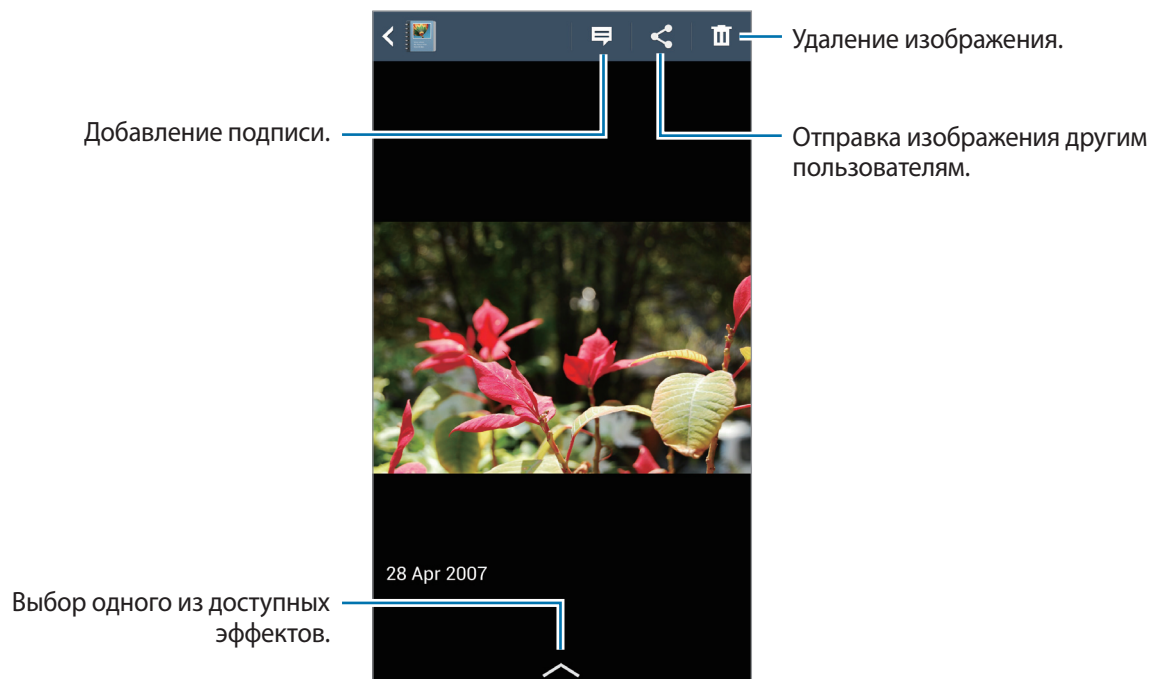 Удаление изображения.
Добавление подписи.
Отправка изображения другим
пользователям.
28 Apr 2007
Выбор одного из доступных
эффектов.